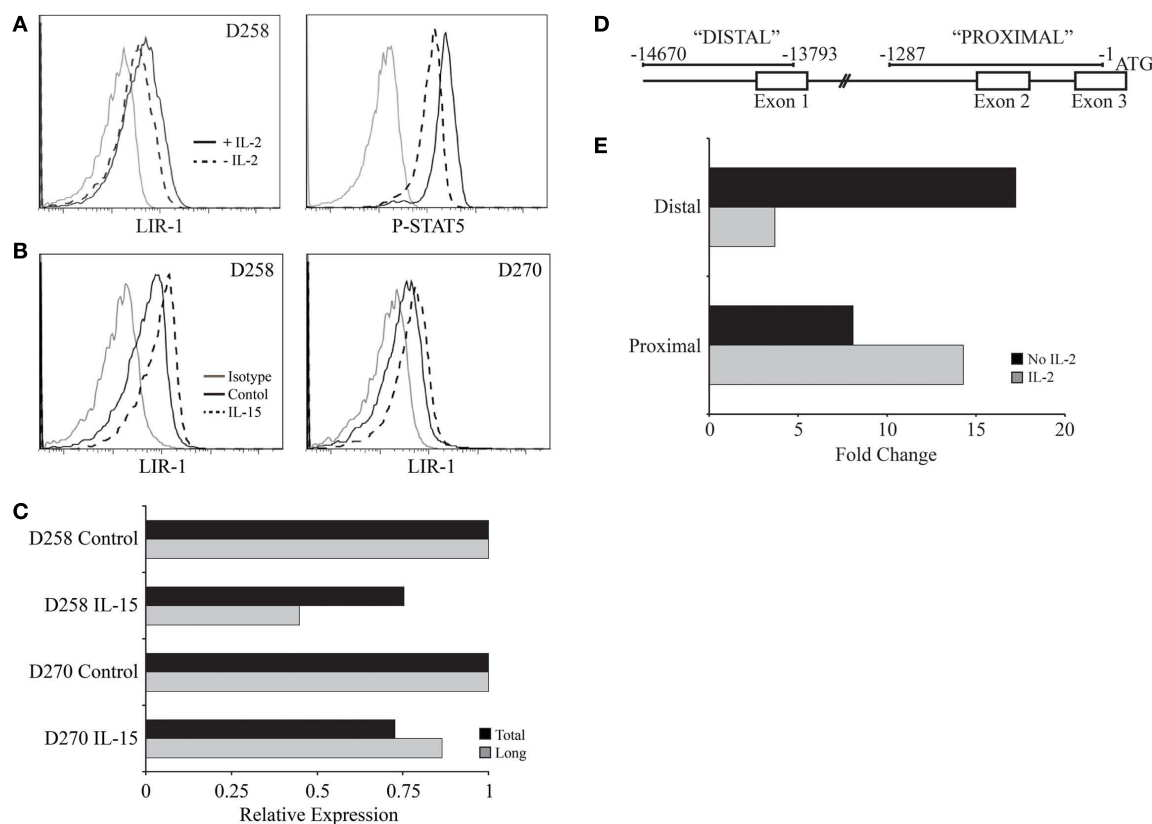 A
D258
+ IL-2
- IL-2
LIR-1
P-STAT5
B
D258
Isotype
Contol
IL-15
LIR-1
D270
LIR-1
C
D258 Control
D258 IL-15
D270 Control
D270 IL-15
Total
Long
0 0.25 0.5 0.75 1
Relative Expression
D
“DISTAL” “PROXIMAL”
-14670 -13793 -1287 -1 ATG
Exon 1 Exon 2 Exon 3
E
Distal
Proximal
No IL-2
IL-2
0 5 10 15 20
Fold Change